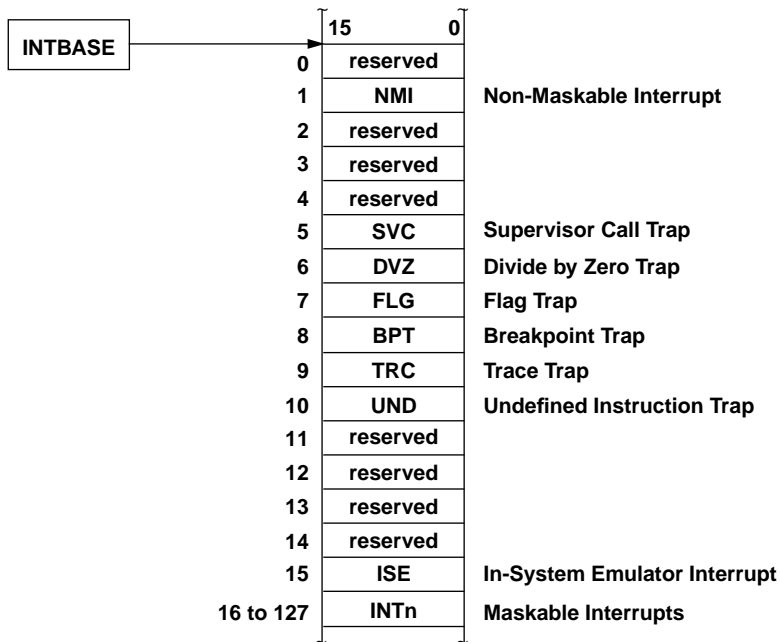 15 0
INTBASE
0 reserved
1 NMI Non-Maskable Interrupt
2 reserved
3 reserved
4 reserved
5 SVC Supervisor Call Trap
6 DVZ Divide by Zero Trap
7 FLG Flag Trap
8 BPT Breakpoint Trap
9 TRC Trace Trap
10 UND Undefined Instruction Trap
11 reserved
12 reserved
13 reserved
14 reserved
15 ISE In-System Emulator Interrupt
16 to 127 INTn Maskable Interrupts